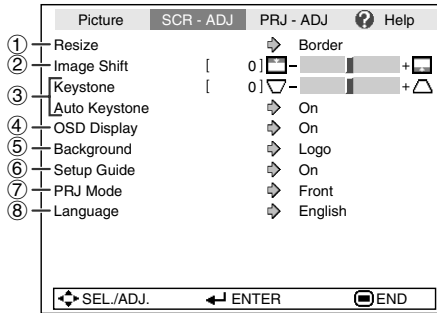 Picture SCR - ADJ PRJ - ADJ ? Help
① Resize Border
② Image Shift [ 0 ] - +
③ Keystone [ 0 ] - +
Auto Keystone On
④ OSD Display On
⑤ Background Logo
⑥ Setup Guide On
⑦ PRJ Mode Front
⑧ Language English
SEL./ADJ. ENTER END